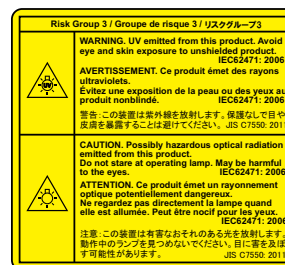 Risk Group 3 / Groupe de risque 3 / リスクグループ3
WARNING. UV emitted from this product. Avoid
eye and skin exposure to unshielded product.
IEC62471: 2006
AVERTISSEMENT. Ce produit émet des rayons
ultraviolets.
Évitez une exposition de la peau ou des yeux au
produit nonblindé. IEC62471: 2006
警告:この装置は紫外線を放射します。保護なしで目や
皮膚を暴露することは避けてください。 JIS C7550: 2011
UV
CAUTION. Possibly hazardous optical radiation
emitted from this product.
Do not stare at operating lamp. May be harmful
to the eyes. IEC62471: 2006
ATTENTION. Ce produit émet un rayonnement
optique potentiellement dangereux.
Ne regardez pas directement la lampe quand
elle est allumée. Peut être nocif pour les yeux.
IEC62471: 2006
注意:この装置は有害なおそれのある光を放射します。
動作中のランプを見つめないでください。目に害を及ぼ
す可能性があります。 JIS C7550: 2011